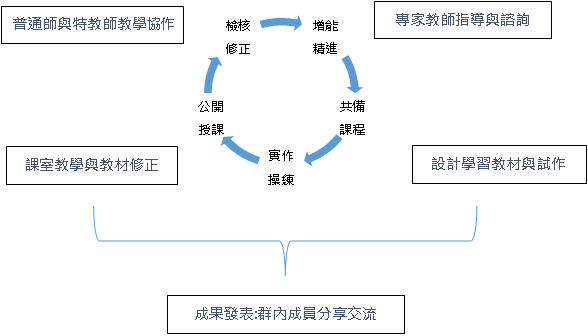 普通師與特教師教學協作
檢核
修正
增能
精進
專家教師指導與諮詢
公開
授課
共備
課程
實作
操練
課室教學與教材修正
設計學習教材與試作
成果發表:群內成員分享交流